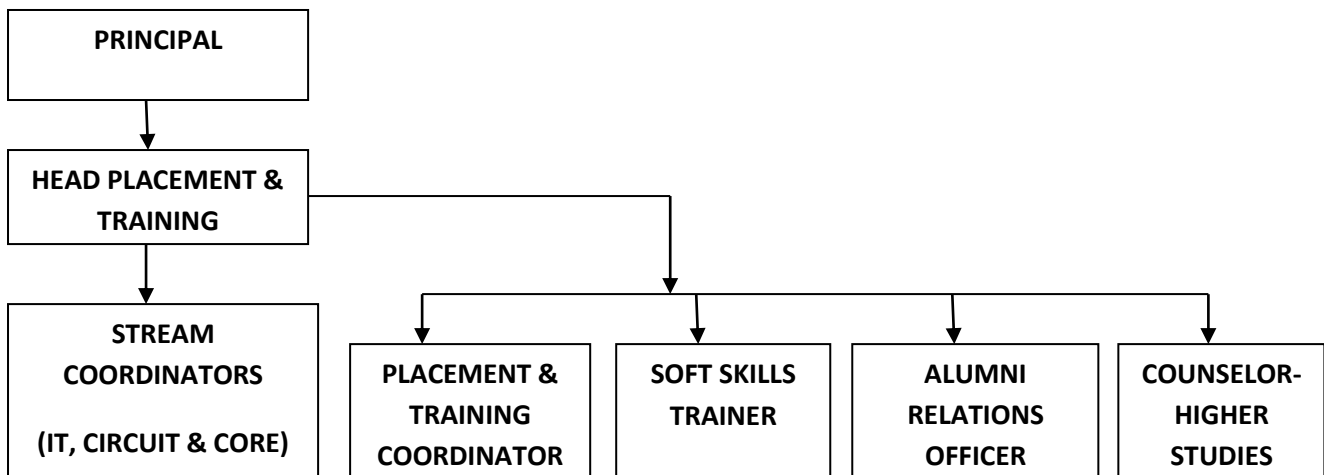 PRINCIPAL
HEAD PLACEMENT &
TRAINING
STREAM
COORDINATORS
(IT, CIRCUIT & CORE)
PLACEMENT &
TRAINING
COORDINATOR
SOFT SKILLS
TRAINER
ALUMNI
RELATIONS
OFFICER
COUNSELOR-
HIGHER
STUDIES